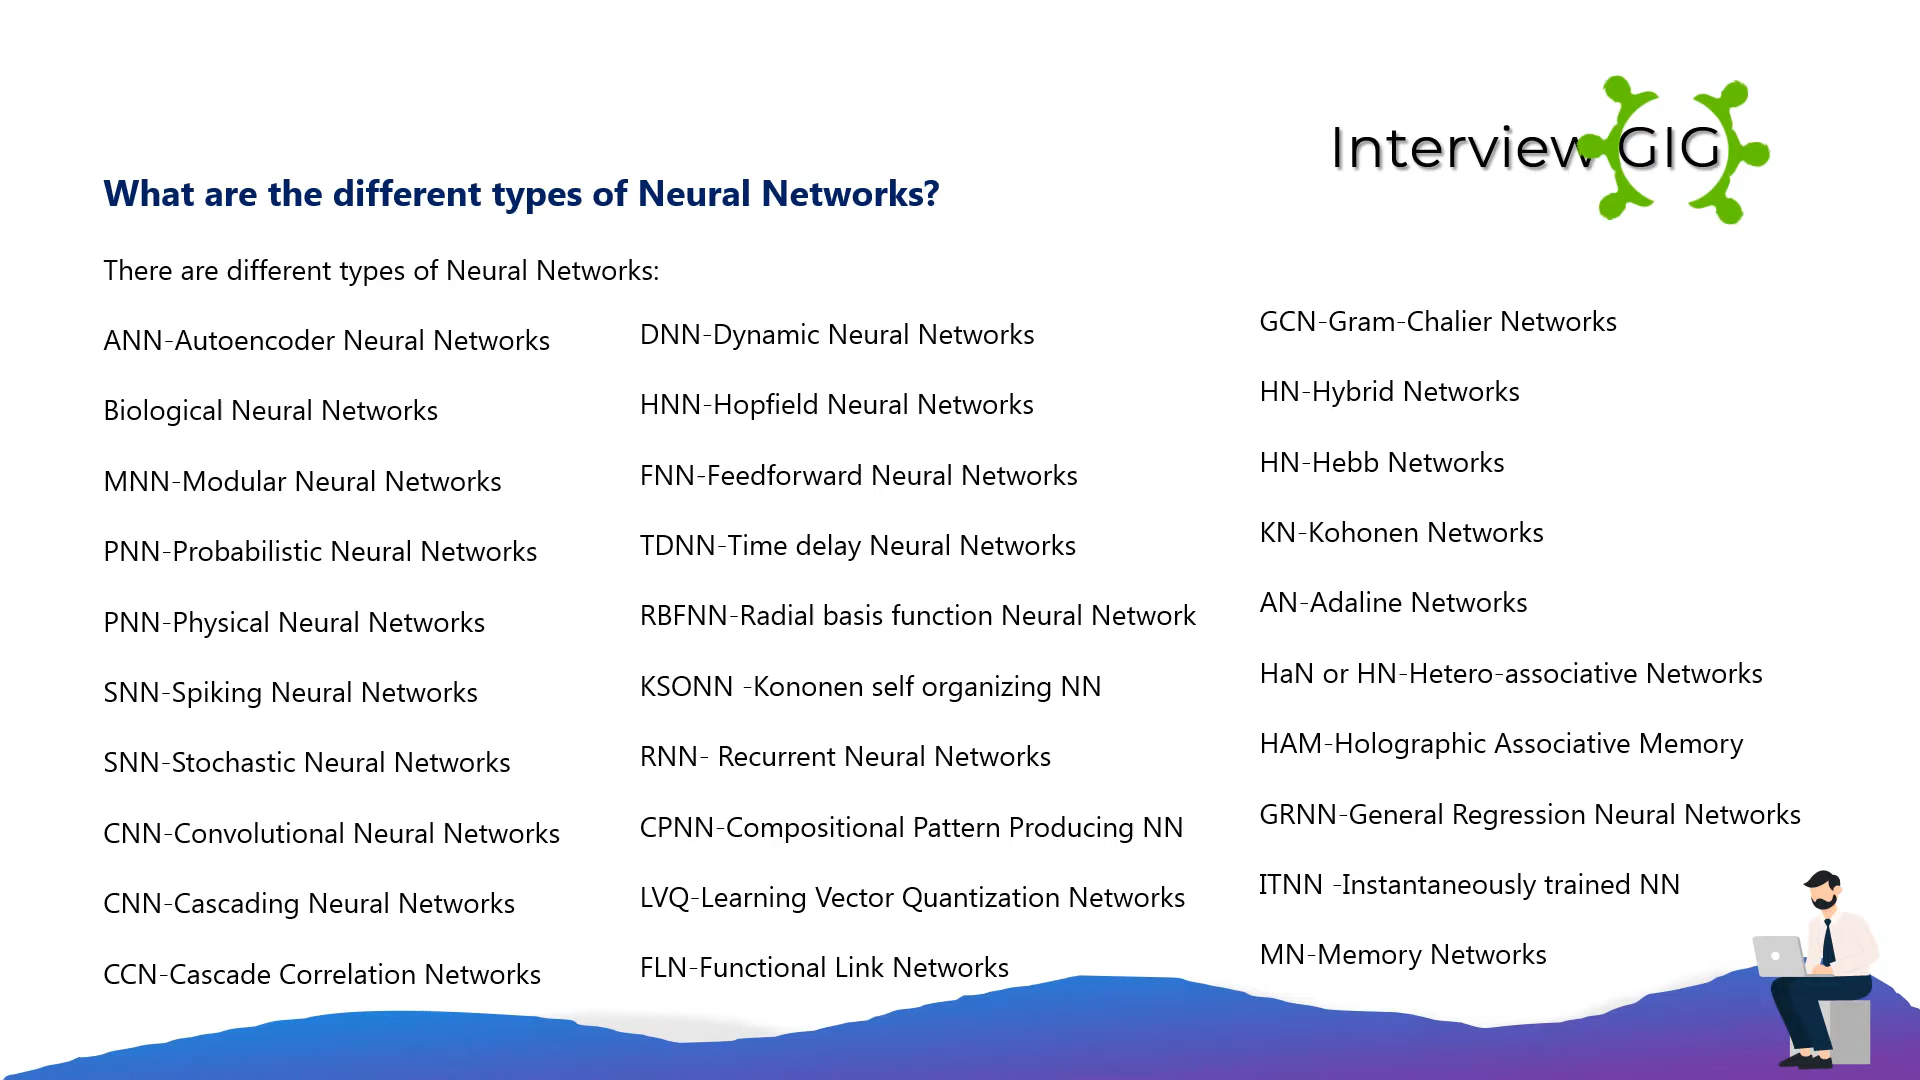 Interview GIG
What are the different types of Neural Networks?
There are different types of Neural Networks:
ANN-Autoencoder Neural Networks
Biological Neural Networks
MNN-Modular Neural Networks
PNN-Probabilistic Neural Networks
PNN-Physical Neural Networks
SNN-Spiking Neural Networks
SNN-Stochastic Neural Networks
CNN-Convolutional Neural Networks
CNN-Cascading Neural Networks
CCN-Cascade Correlation Networks
DNN-Dynamic Neural Networks
HNN-Hopfield Neural Networks
FNN-Feedforward Neural Networks
TDNN-Time delay Neural Networks
RBFNN-Radial basis function Neural Network
KSONN -Kononen self organizing NN
RNN- Recurrent Neural Networks
CPNN-Compositional Pattern Producing NN
LVQ-Learning Vector Quantization Networks
FLN-Functional Link Networks
GCN-Gram-Chalier Networks
HN-Hybrid Networks
HN-Hebb Networks
KN-Kohonen Networks
AN-Adaline Networks
HaN or HN-Hetero-associative Networks
HAM-Holographic Associative Memory
GRNN-General Regression Neural Networks
ITNN -Instantaneously trained NN
MN-Memory Networks